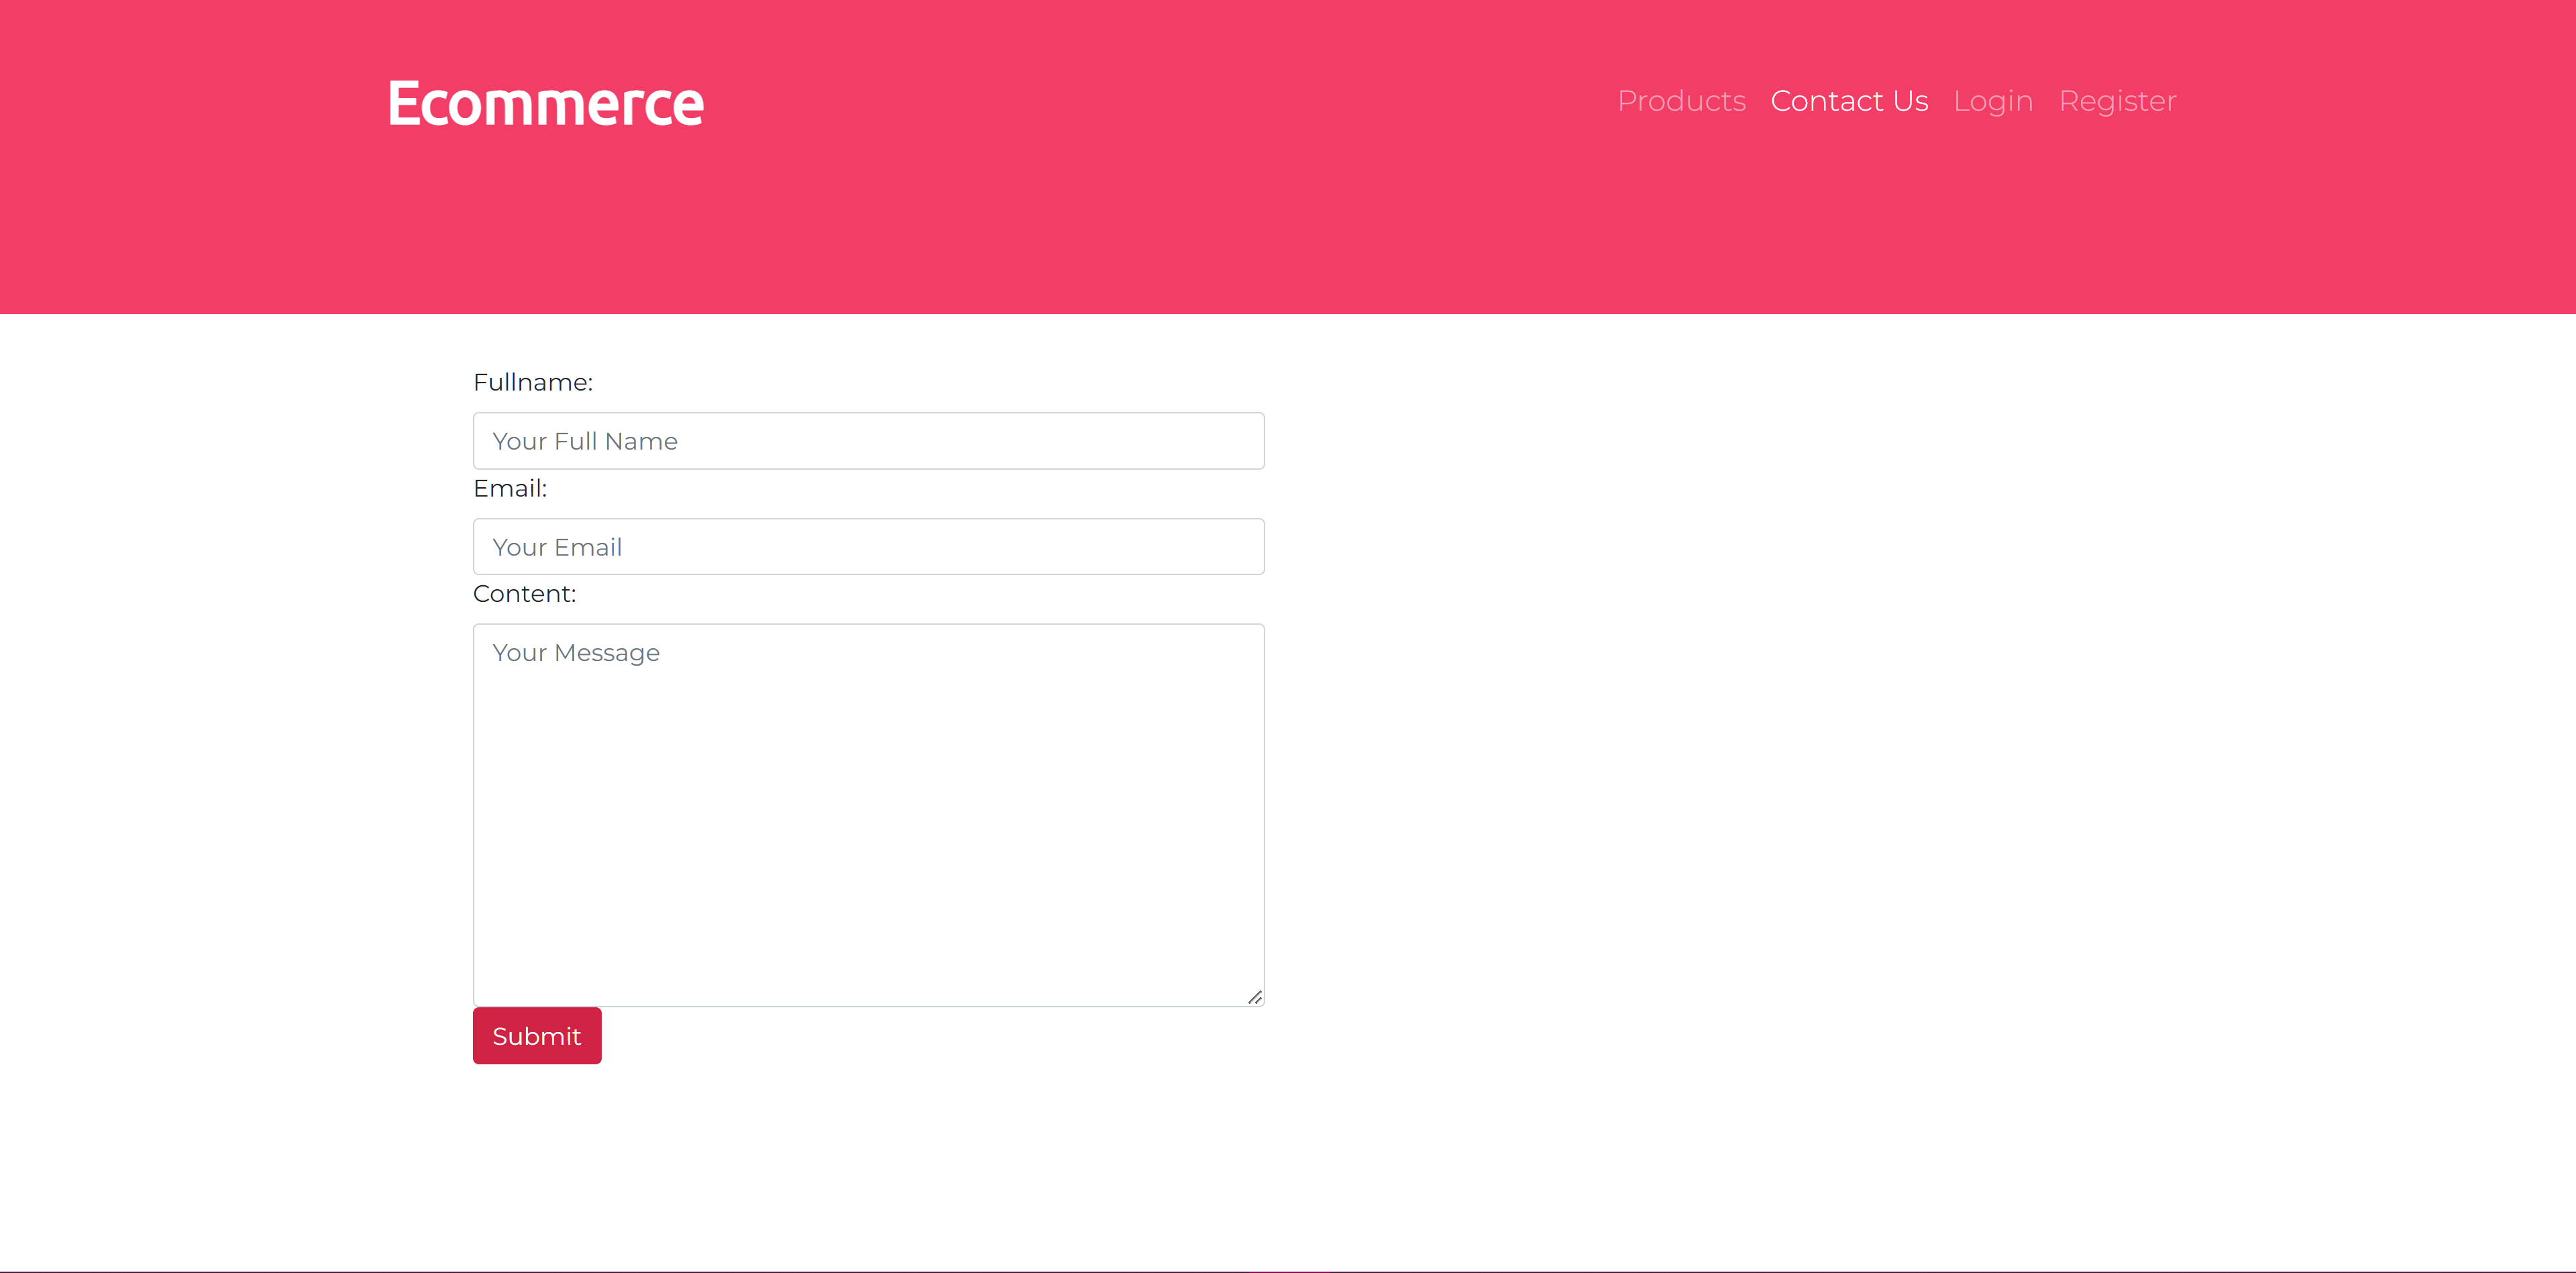 Ecommerce
Products Contact Us Login Register
Fullname:
Your Full Name
Email:
Your Email
Content:
Your Message
Submit